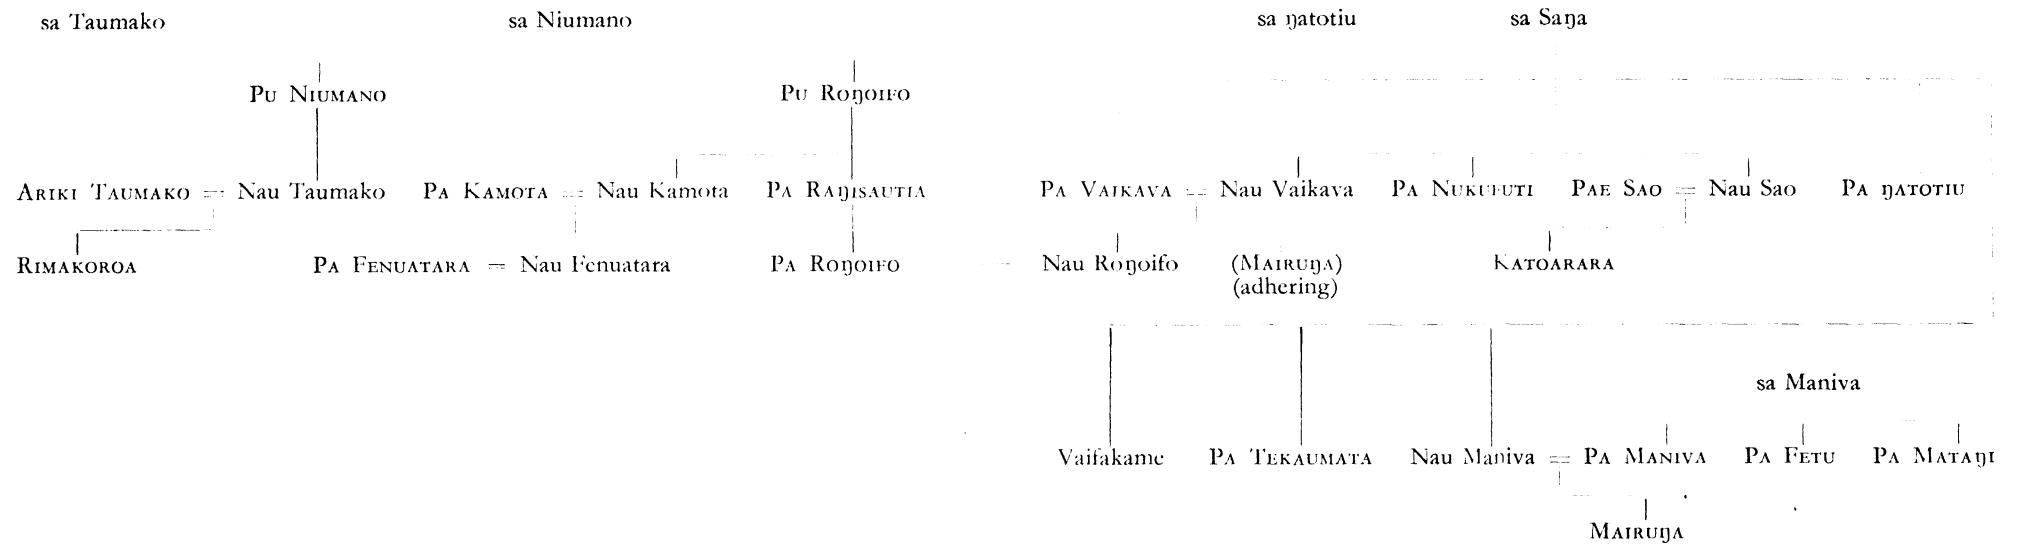 sa Taumako sa Niumano sa ŋatotiu sa Saŋa
Pu Niumano Pu Roŋoifo
Ariki Taumako = Nau Taumako Pa Kamota = Nau Kamota Pa Raŋisautia Pa Vaikava = Nau Vaikava Pa Nukufuti Pae Sao = Nau Sao Pa ŋatotiu
Rimakoroa Pa Fenuatara = Nau Fenuatara Pa Roŋoifo = Nau Roŋoifo (Mairuŋa) Katoarara
(adhering)
sa Maniva
Vaifakame Pa Tekaumata Nau Maniva = Pa Maniva Pa Fetu Pa Mataŋi
Mairuŋa